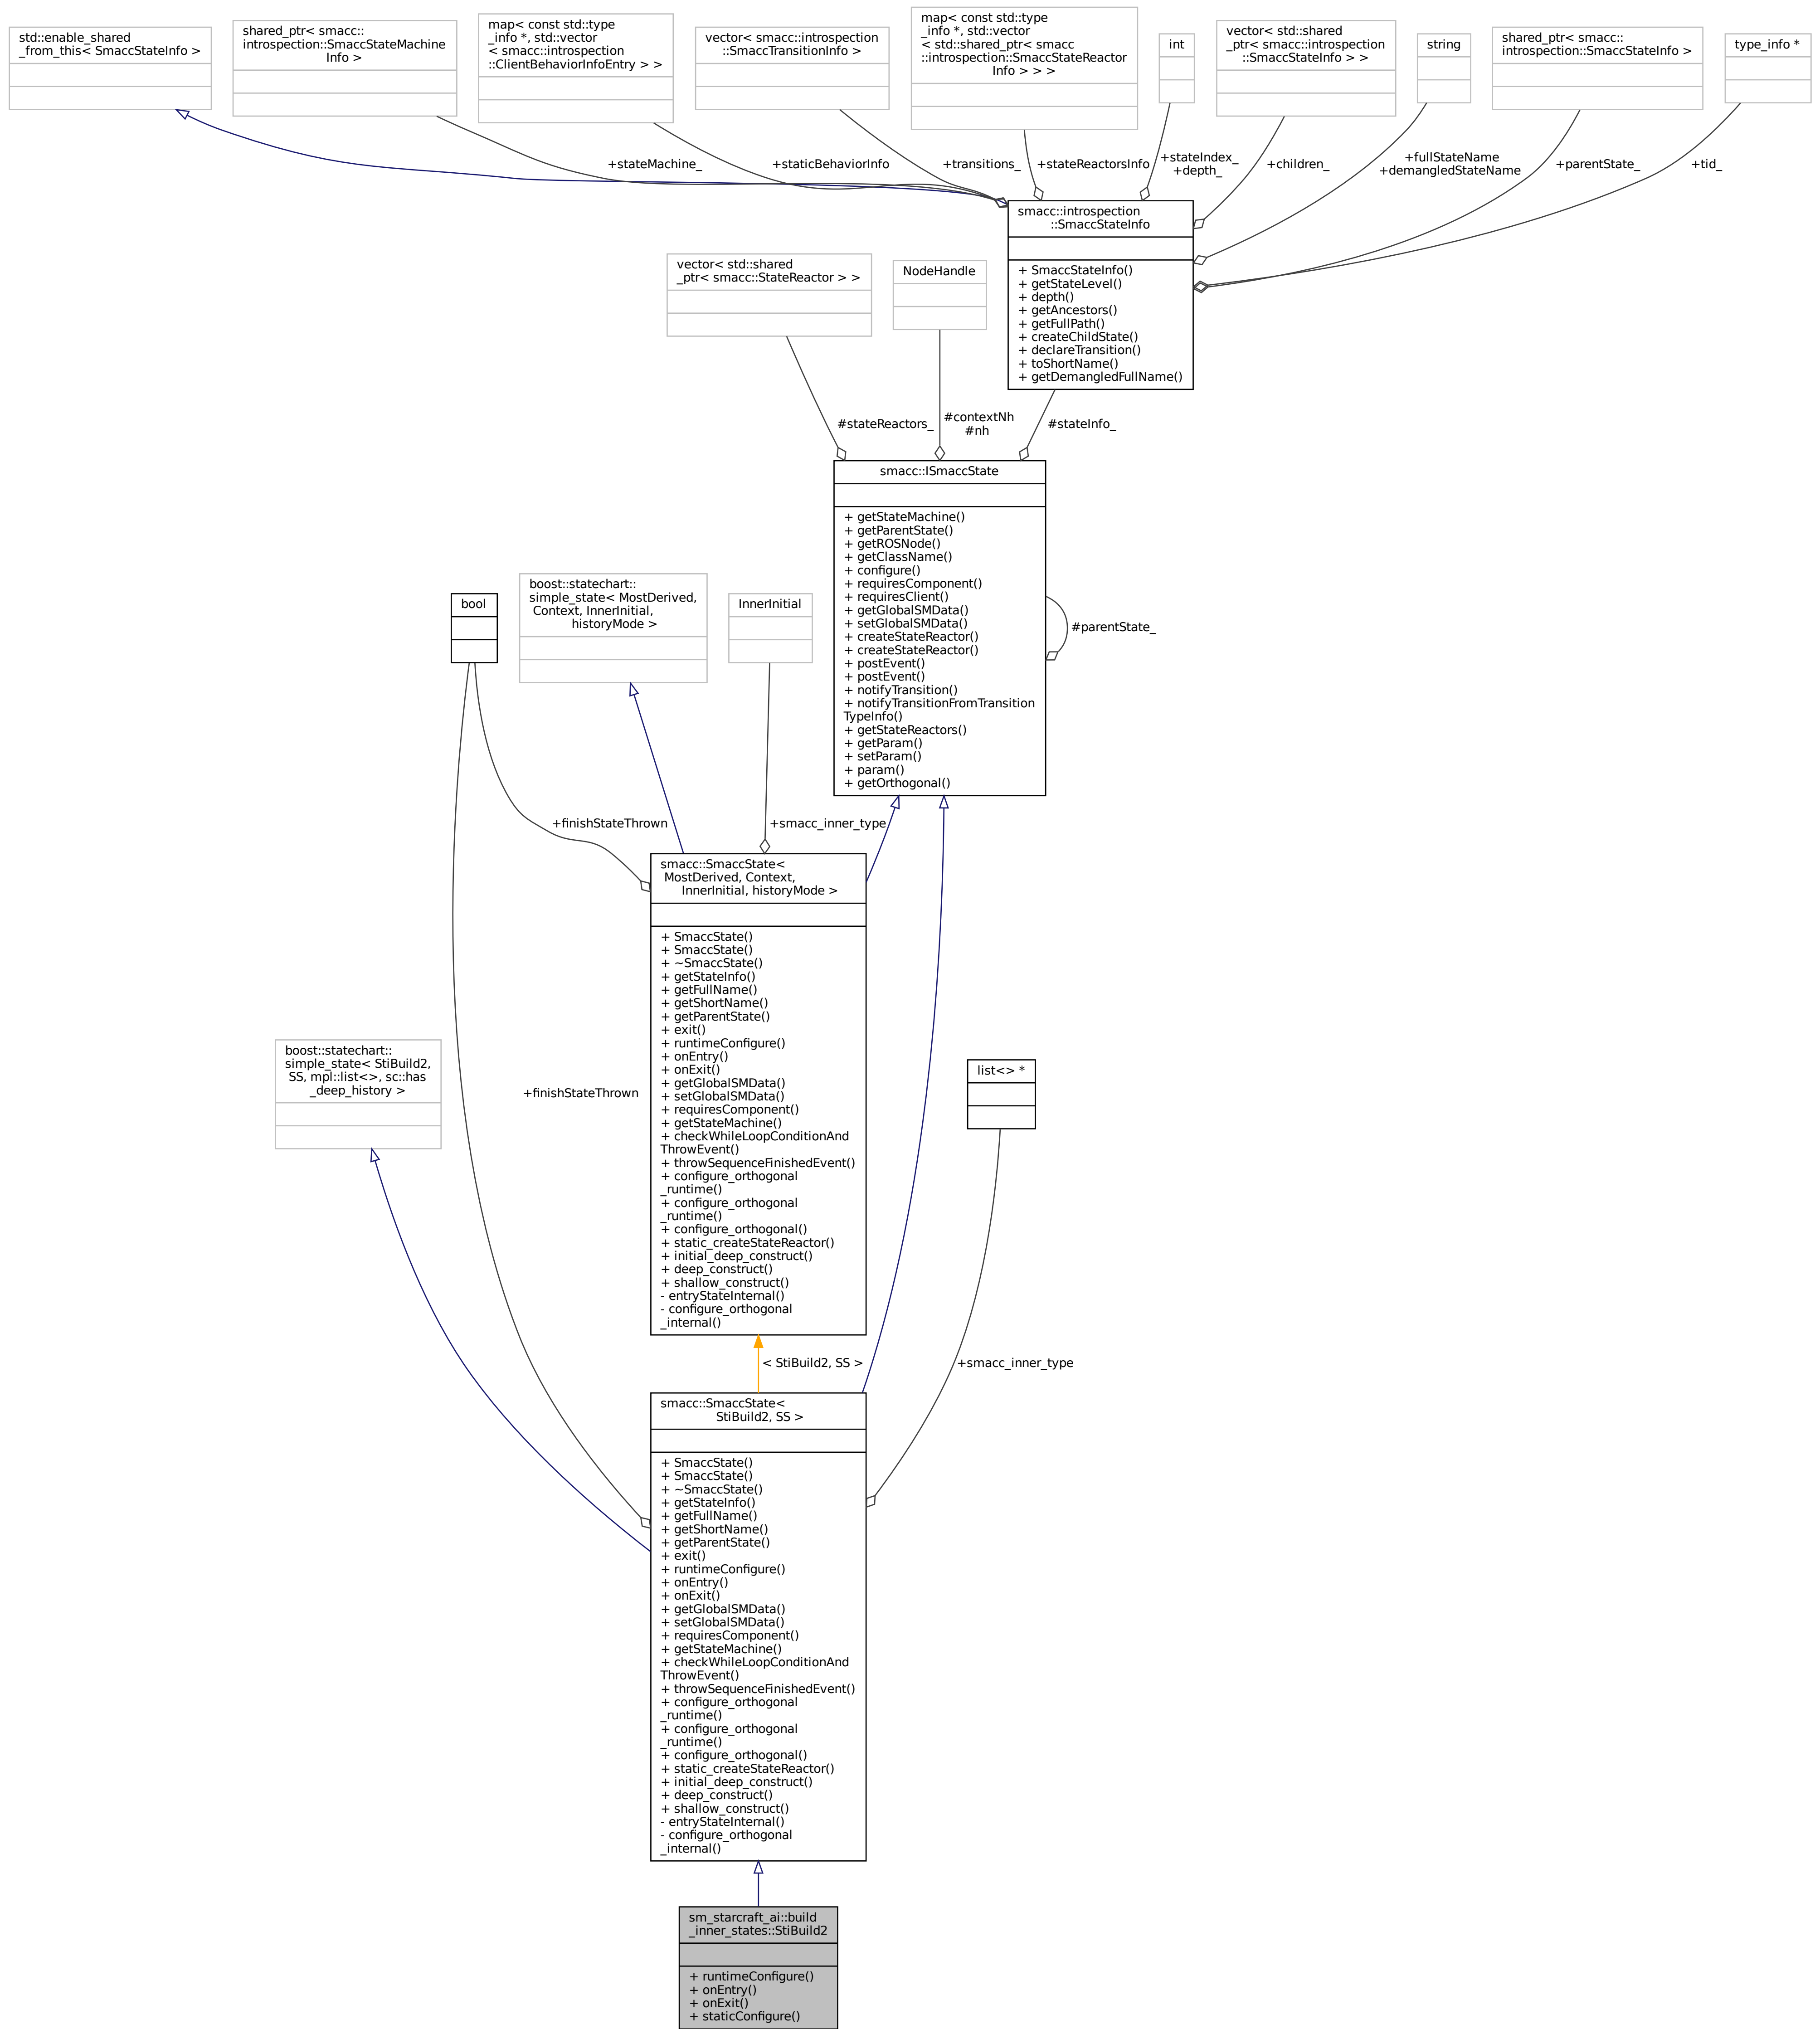 std::enable_shared
_from_this< SmaccStateInfo >
shared_ptr< smacc::
introspection::SmaccStateMachine
Info >
map< const std::type
_info *, std::vector
< smacc::introspection
::ClientBehaviorInfoEntry > >
vector< smacc::introspection
::SmaccTransitionInfo >
map< const std::type
_info *, std::vector
< std::shared_ptr< smacc
::introspection::SmaccStateReactor
Info > > >
int
vector< std::shared
_ptr< smacc::introspection
::SmaccStateInfo > >
string
shared_ptr< smacc::
introspection::SmaccStateInfo >
type_info *
+stateMachine_
+staticBehaviorInfo
+transitions_
+stateReactorsInfo
+stateIndex_
+depth_
+children_
+fullStateName
+demangledStateName
+parentState_
+tid_
smacc::introspection
::SmaccStateInfo
+ SmaccStateInfo()
+ getStateLevel()
+ depth()
+ getAncestors()
+ getFullPath()
+ createChildState()
+ declareTransition()
+ toShortName()
+ getDemangledFullName()
vector< std::shared
_ptr< smacc::StateReactor > >
NodeHandle
#stateReactors_
#contextNh
#nh
#stateInfo_
smacc::ISmaccState
+ getStateMachine()
+ getParentState()
+ getROSNode()
+ getClassName()
+ configure()
+ requiresComponent()
+ requiresClient()
+ getGlobalSMData()
+ setGlobalSMData()
+ createStateReactor()
+ createStateReactor()
+ postEvent()
+ postEvent()
+ notifyTransition()
+ notifyTransitionFromTransition
TypeInfo()
+ getStateReactors()
+ getParam()
+ setParam()
+ param()
+ getOrthogonal()
#parentState_
bool
boost::statechart::
simple_state< MostDerived,
Context, InnerInitial,
historyMode >
InnerInitial
+finishStateThrown
+smacc_inner_type
smacc::SmaccState<
MostDerived, Context,
InnerInitial, historyMode >
+ SmaccState()
+ SmaccState()
+ ~SmaccState()
+ getStateInfo()
+ getFullName()
+ getShortName()
+ getParentState()
+ exit()
+ runtimeConfigure()
+ onEntry()
+ onExit()
+ getGlobalSMData()
+ setGlobalSMData()
+ requiresComponent()
+ getStateMachine()
+ checkWhileLoopConditionAnd
ThrowEvent()
+ throwSequenceFinishedEvent()
+ configure_orthogonal
_runtime()
+ configure_orthogonal
_runtime()
+ configure_orthogonal()
+ static_createStateReactor()
+ initial_deep_construct()
+ deep_construct()
+ shallow_construct()
- entryStateInternal()
- configure_orthogonal
_internal()
boost::statechart::
simple_state< StiBuild2,
SS, mpl::list<>, sc::has
_deep_history >
+finishStateThrown
list<> *
< StiBuild2, SS >
+smacc_inner_type
smacc::SmaccState<
StiBuild2, SS >
+ SmaccState()
+ SmaccState()
+ ~SmaccState()
+ getStateInfo()
+ getFullName()
+ getShortName()
+ getParentState()
+ exit()
+ runtimeConfigure()
+ onEntry()
+ onExit()
+ getGlobalSMData()
+ setGlobalSMData()
+ requiresComponent()
+ getStateMachine()
+ checkWhileLoopConditionAnd
ThrowEvent()
+ throwSequenceFinishedEvent()
+ configure_orthogonal
_runtime()
+ configure_orthogonal
_runtime()
+ configure_orthogonal()
+ static_createStateReactor()
+ initial_deep_construct()
+ deep_construct()
+ shallow_construct()
- entryStateInternal()
- configure_orthogonal
_internal()
sm_starcraft_ai::build
_inner_states::StiBuild2
+ runtimeConfigure()
+ onEntry()
+ onExit()
+ staticConfigure()